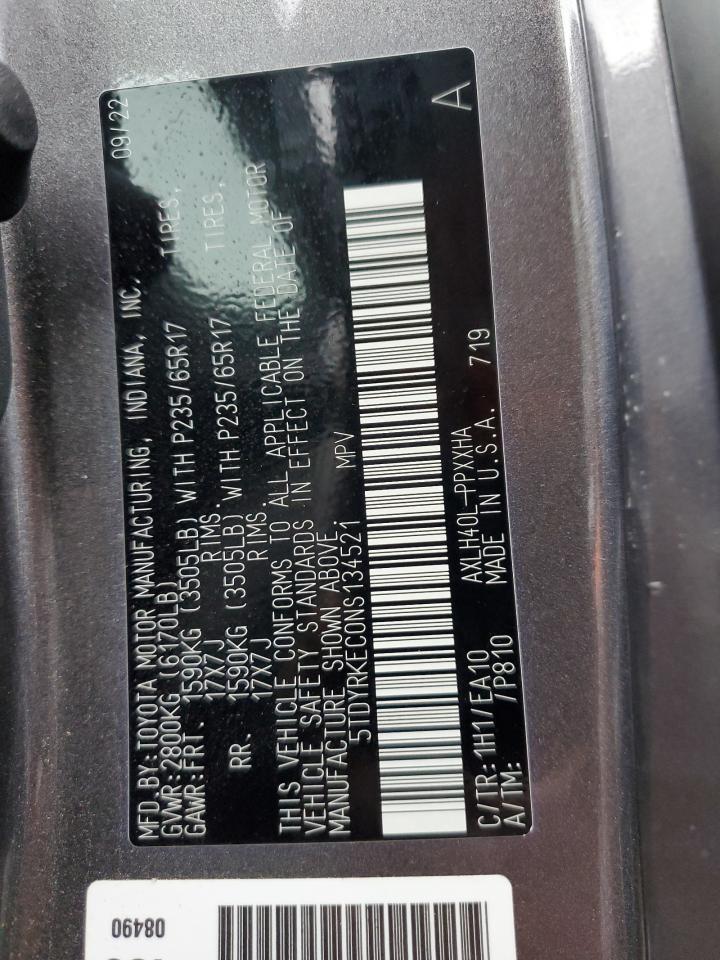 MFD.BY:TOYOTA MOTOR MANUFACTURING, INDIANA, INC. 09/22
GVWR:2800KG (6170LB)
GAWR:FRT. 1590KG (3505LB) WITH P235/65R17 TIRES,
17X7J RIMS.
RR. 1590KG (3505LB) WITH P235/65R17 TIRES,
17X7J RIMS.
THIS VEHICLE CONFORMS TO ALL APPLICABLE FEDERAL MOTOR
VEHICLE SAFETY STANDARDS IN EFFECT ON THE DATE OF
MANUFACTURE SHOWN ABOVE.
5TDYRKEC0NS134521 MPV
A
C/TR:1H1/EA10 AXLH40L-PPXXHA
A/TM: /P810 MADE IN U.S.A. 719
08490